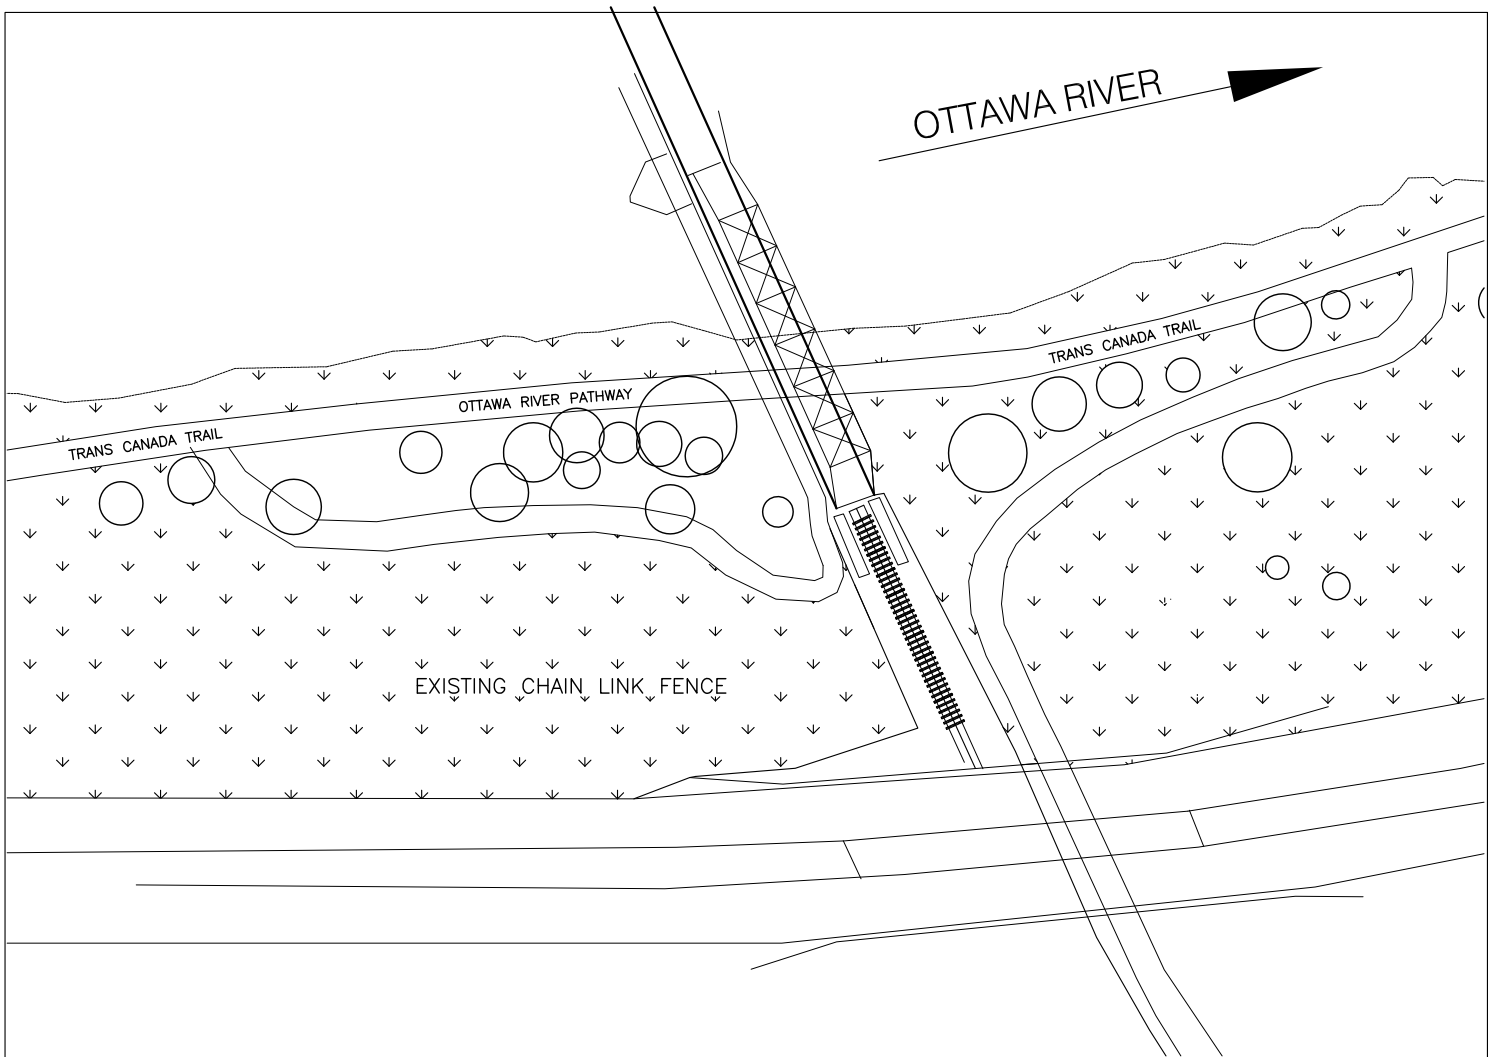 OTTAWA RIVER
TRANS CANADA TRAIL
OTTAWA RIVER PATHWAY
TRANS CANADA TRAIL
EXISTING CHAIN LINK FENCE